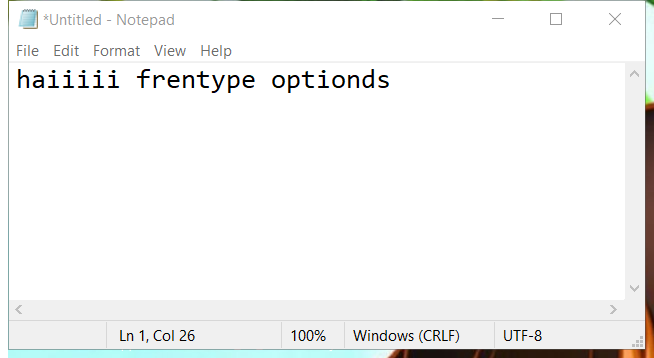 *Untitled - Notepad
File Edit Format View Help
haiiiii frentype optionds
Ln 1, Col 26 100% Windows (CRLF) UTF-8